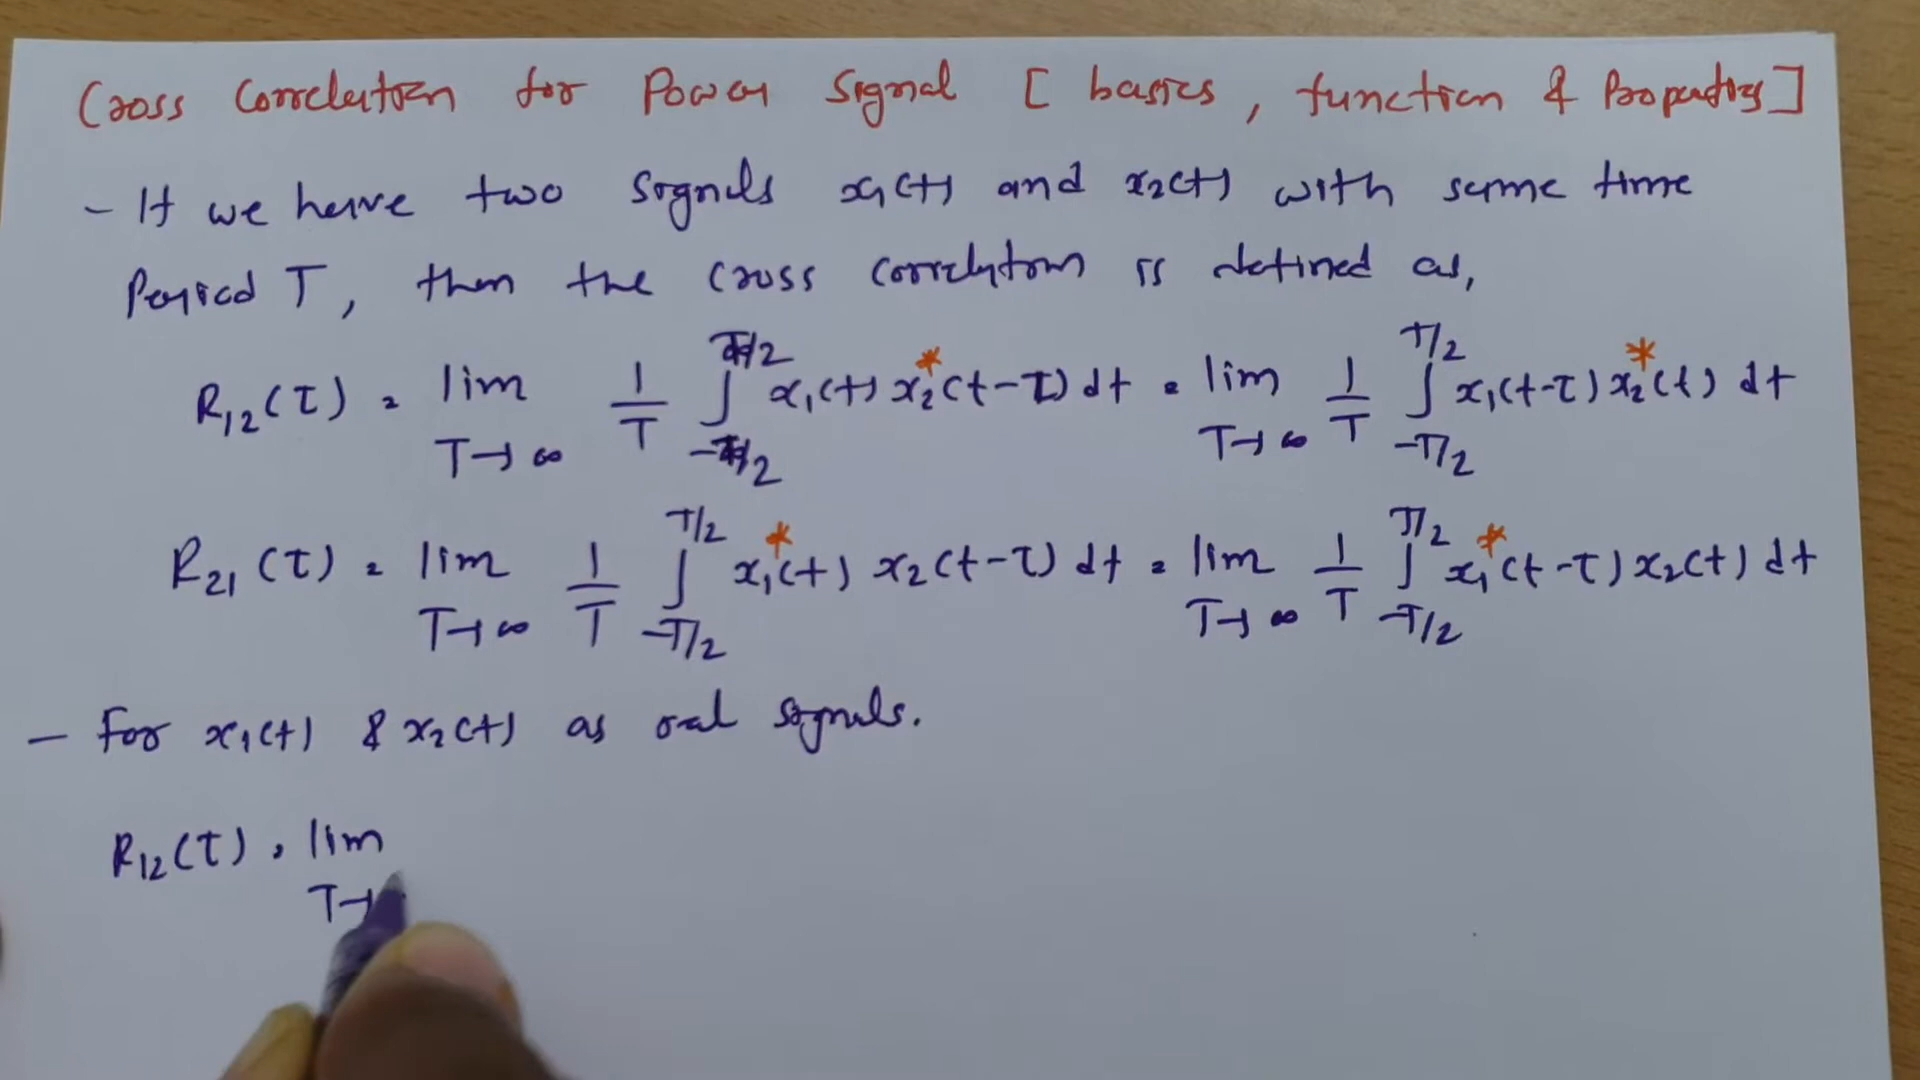 Cross Correlation for Power Signal [ basics , function & Properties ]
- If we have two signals x₁(t) and x₂(t) with same time
Period T, then the cross correlation is defined as,
R₁₂(τ) = lim T→∞ 1/T ∫_{-T/2}^{T/2} x₁(t) x₂*(t-τ) dt = lim T→∞ 1/T ∫_{-T/2}^{T/2} x₁(t-τ) x₂*(t) dt
R₂₁(τ) = lim T→∞ 1/T ∫_{-T/2}^{T/2} x₁*(t) x₂(t-τ) dt = lim T→∞ 1/T ∫_{-T/2}^{T/2} x₁*(t-τ) x₂(t) dt
- For x₁(t) & x₂(t) as real signals.
R₁₂(τ) = lim T→